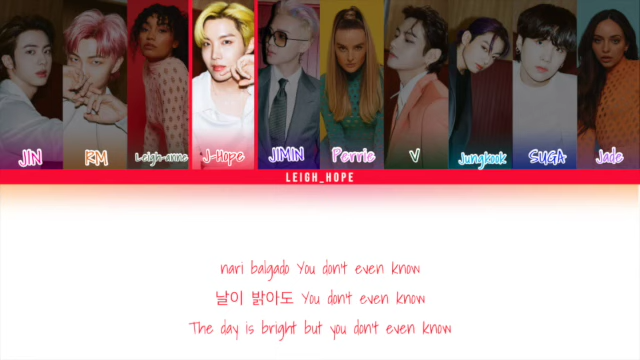 JIN RM Leigh-anne J-Hope JIMIN Perrie V Jungkook SUGA Jade
LEIGH_HOPE
nari balgado You don't even know
날이 밝아도 You don't even know
The day is bright but you don't even know